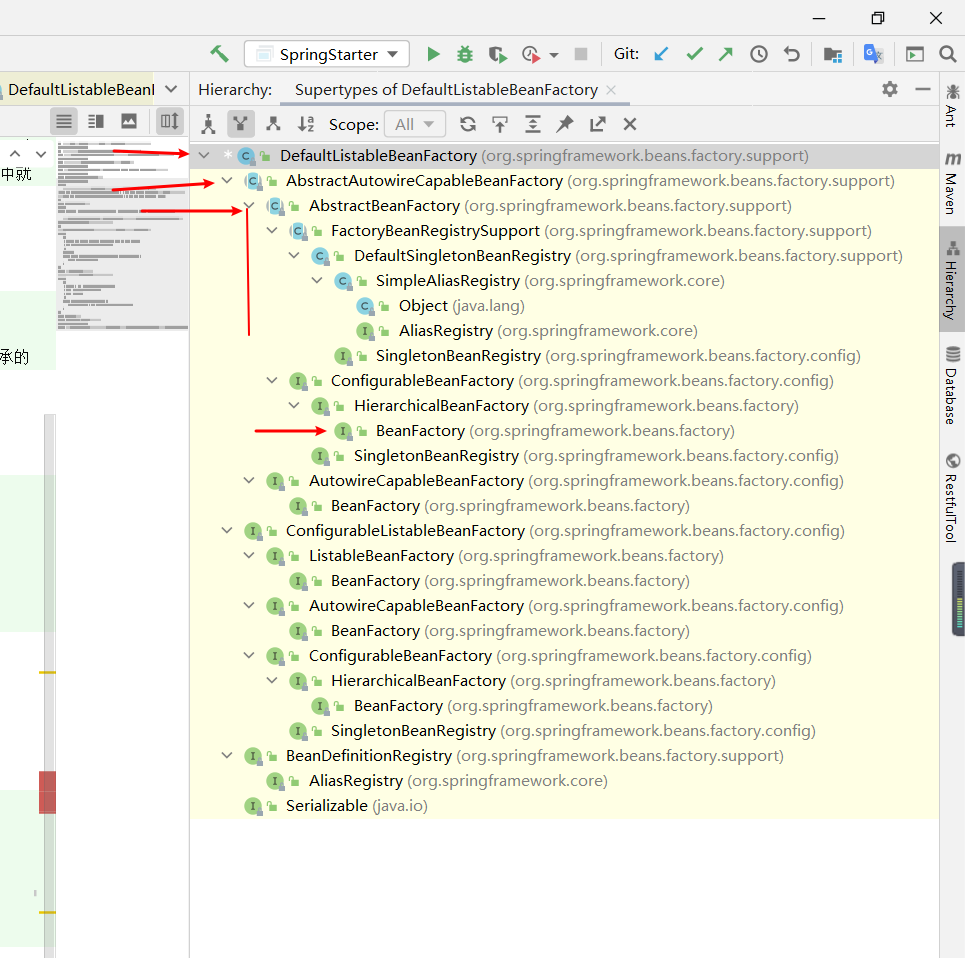 SpringStarter
Git:
DefaultListableBeanI
Hierarchy:
Supertypes of DefaultListableBeanFactory
Scope:
All
中就
承的
DefaultListableBeanFactory (org.springframework.beans.factory.support)
AbstractAutowireCapableBeanFactory (org.springframework.beans.factory.support)
AbstractBeanFactory (org.springframework.beans.factory.support)
FactoryBeanRegistrySupport (org.springframework.beans.factory.support)
DefaultSingletonBeanRegistry (org.springframework.beans.factory.support)
SimpleAliasRegistry (org.springframework.core)
Object (java.lang)
AliasRegistry (org.springframework.core)
SingletonBeanRegistry (org.springframework.beans.factory.config)
ConfigurableBeanFactory (org.springframework.beans.factory.config)
HierarchicalBeanFactory (org.springframework.beans.factory)
BeanFactory (org.springframework.beans.factory)
SingletonBeanRegistry (org.springframework.beans.factory.config)
AutowireCapableBeanFactory (org.springframework.beans.factory.config)
BeanFactory (org.springframework.beans.factory)
ConfigurableListableBeanFactory (org.springframework.beans.factory.config)
ListableBeanFactory (org.springframework.beans.factory)
BeanFactory (org.springframework.beans.factory)
AutowireCapableBeanFactory (org.springframework.beans.factory.config)
BeanFactory (org.springframework.beans.factory)
ConfigurableBeanFactory (org.springframework.beans.factory.config)
HierarchicalBeanFactory (org.springframework.beans.factory)
BeanFactory (org.springframework.beans.factory)
SingletonBeanRegistry (org.springframework.beans.factory.config)
BeanDefinitionRegistry (org.springframework.beans.factory.support)
AliasRegistry (org.springframework.core)
Serializable (java.io)
Ant
Maven
Hierarchy
Database
RestfulTool